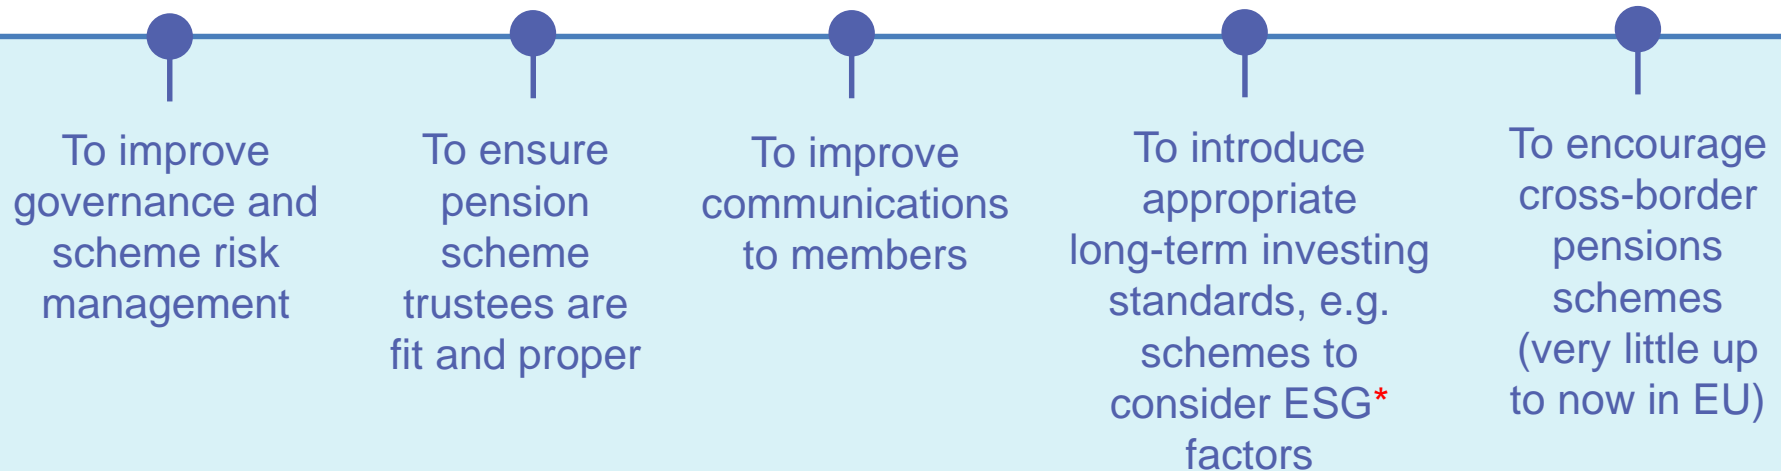 To improve
governance and
scheme risk
management
To ensure
pension
scheme
trustees are
fit and proper
To improve
communications
to members
To introduce
appropriate
long-term investing
standards, e.g.
schemes to
consider ESG*
factors
To encourage
cross-border
pensions
schemes
(very little up
to now in EU)